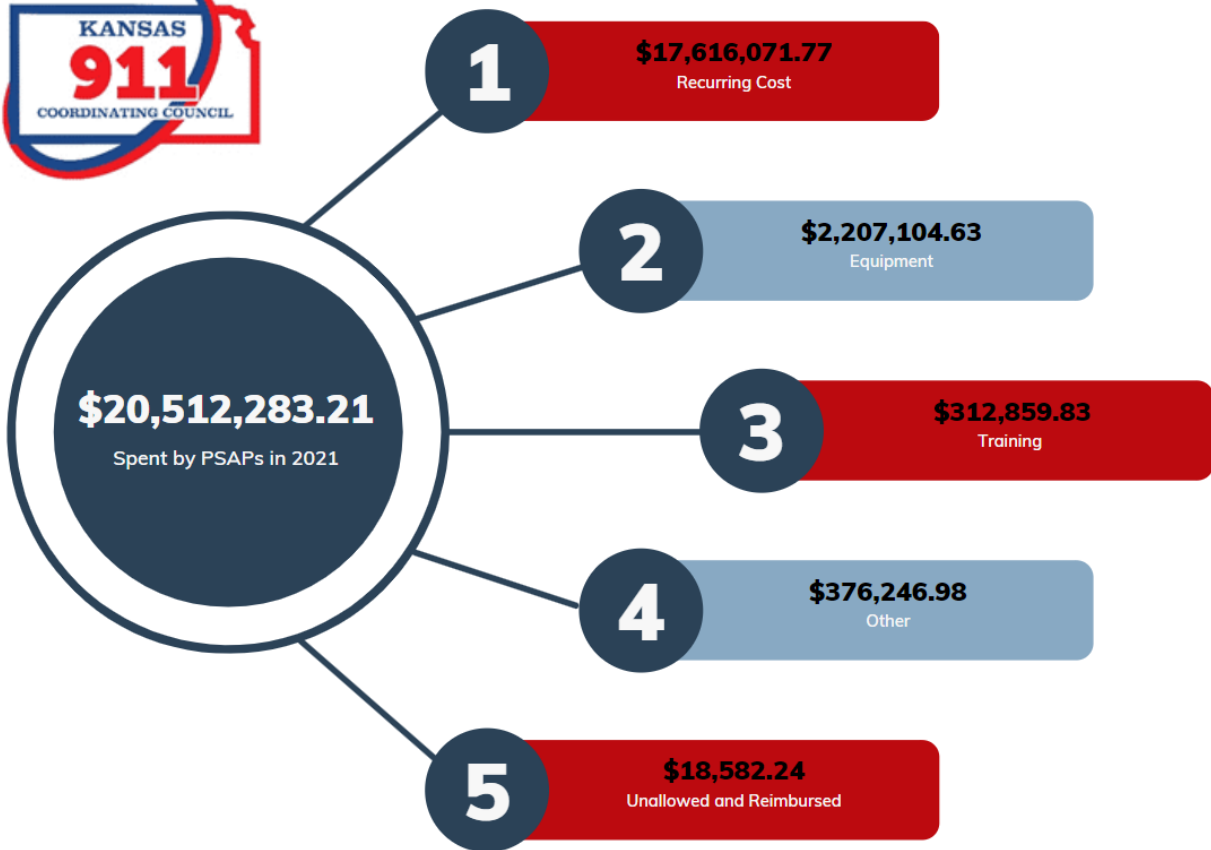 KANSAS
911
COORDINATING COUNCIL
$20,512,283.21
Spent by PSAPs in 2021
1
$17,616,071.77
Recurring Cost
2
$2,207,104.63
Equipment
3
$312,859.83
Training
4
$376,246.98
Other
5
$18,582.24
Unallowed and Reimbursed